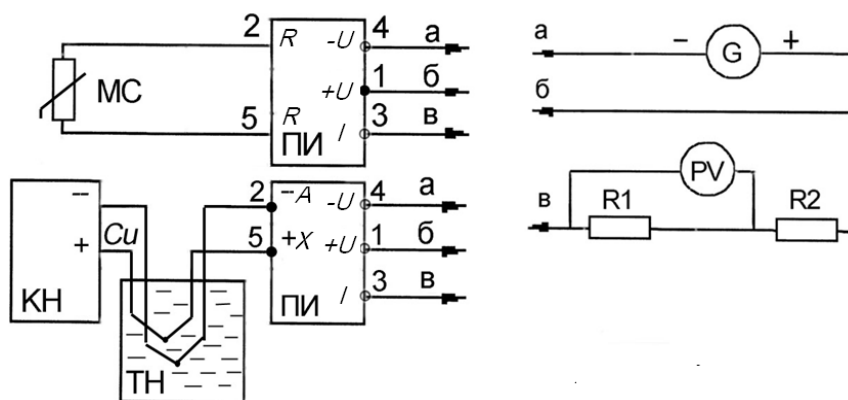 2 R -U 4 а
МС
+U 1 б
5 R ПИ I 3 в
2 –А -U 4 а
5 +X +U 1 б
ПИ I 3 в
–
+ Cu
КН
ТН
а – G +
б
в R1 PV R2